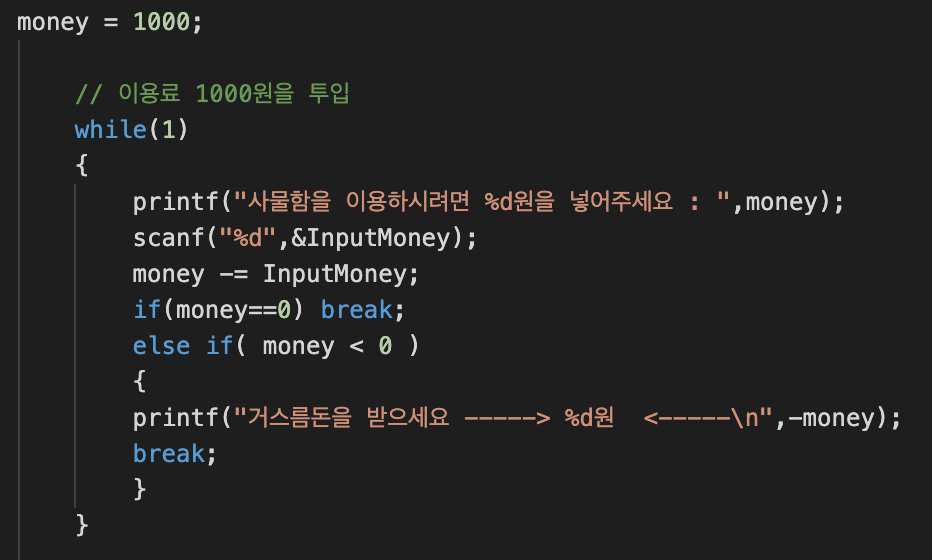 money = 1000;
// 이용료 1000원을 투입
while(1)
{
printf("사물함을 이용하시려면 %d원을 넣어주세요 : ",money);
scanf("%d",&InputMoney);
money -= InputMoney;
if(money==0) break;
else if( money < 0 )
{
printf("거스름돈을 받으세요 -----> %d원  <-----\n",-money);
break;
}
}